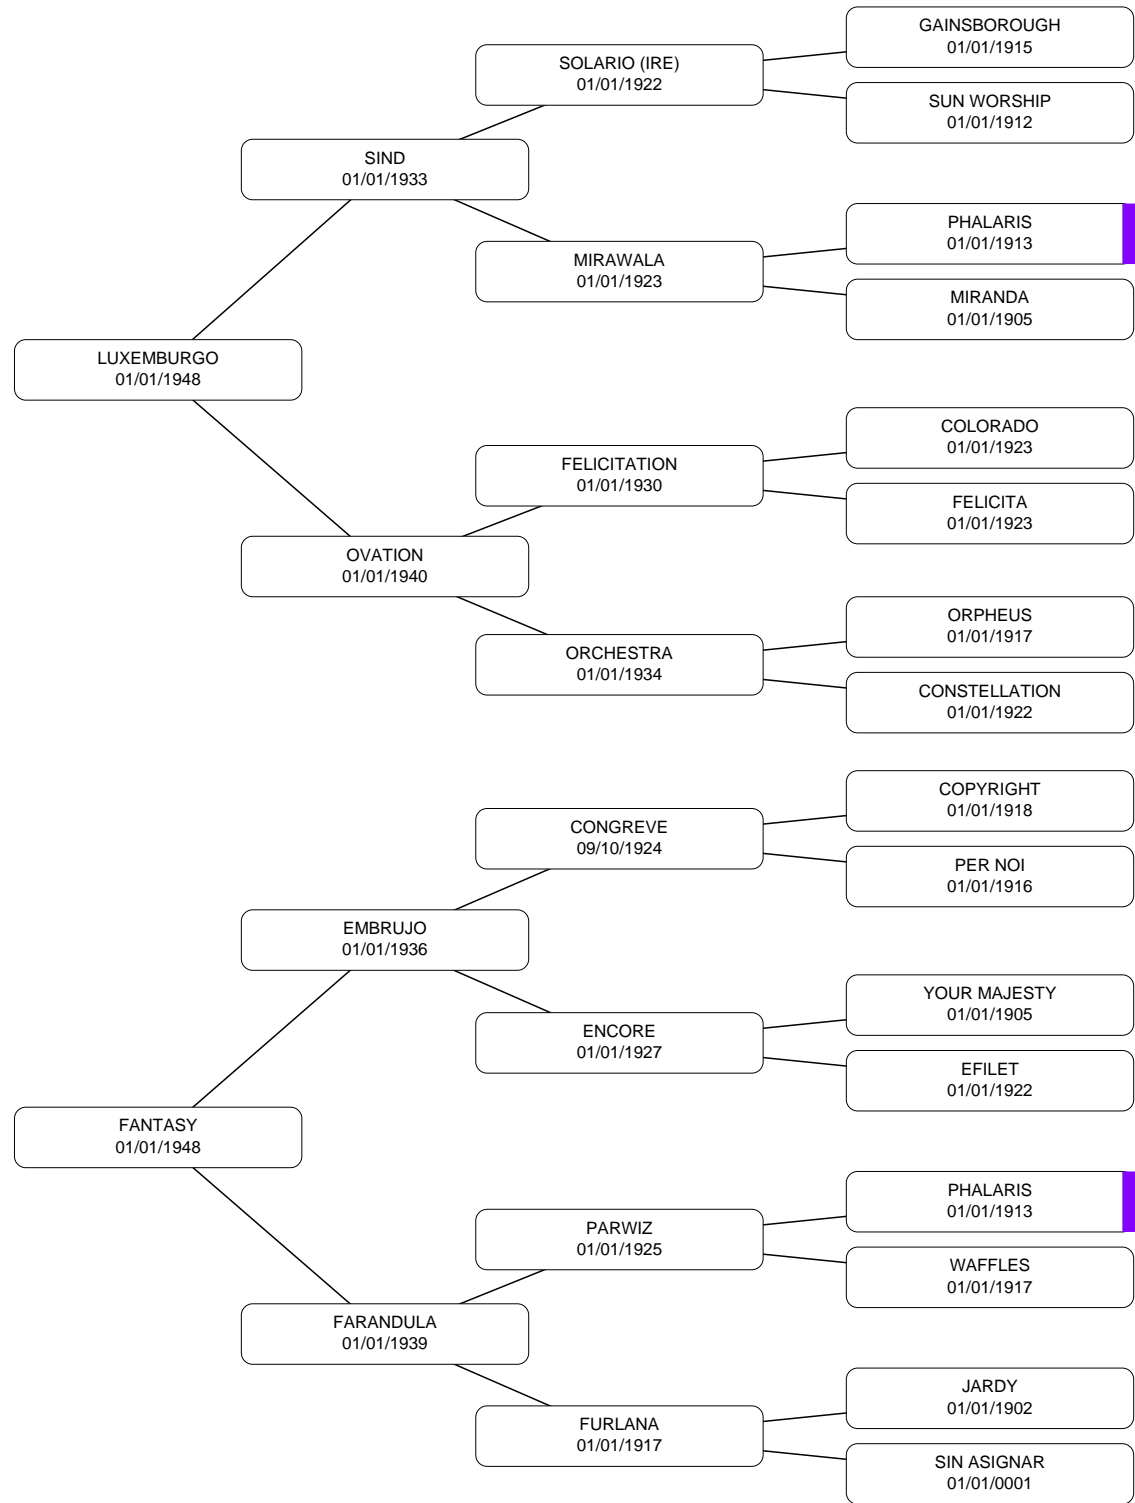 GAINSBOROUGH
01/01/1915
SOLARIO (IRE)
01/01/1922
SUN WORSHIP
01/01/1912
SIND
01/01/1933
PHALARIS
01/01/1913
MIRAWALA
01/01/1923
MIRANDA
01/01/1905
LUXEMBURGO
01/01/1948
COLORADO
01/01/1923
FELICITATION
01/01/1930
FELICITA
01/01/1923
OVATION
01/01/1940
ORPHEUS
01/01/1917
ORCHESTRA
01/01/1934
CONSTELLATION
01/01/1922
COPYRIGHT
01/01/1918
CONGREVE
09/10/1924
PER NOI
01/01/1916
EMBRUJO
01/01/1936
YOUR MAJESTY
01/01/1905
ENCORE
01/01/1927
EFILET
01/01/1922
FANTASY
01/01/1948
PHALARIS
01/01/1913
PARWIZ
01/01/1925
WAFFLES
01/01/1917
FARANDULA
01/01/1939
JARDY
01/01/1902
FURLANA
01/01/1917
SIN ASIGNAR
01/01/0001